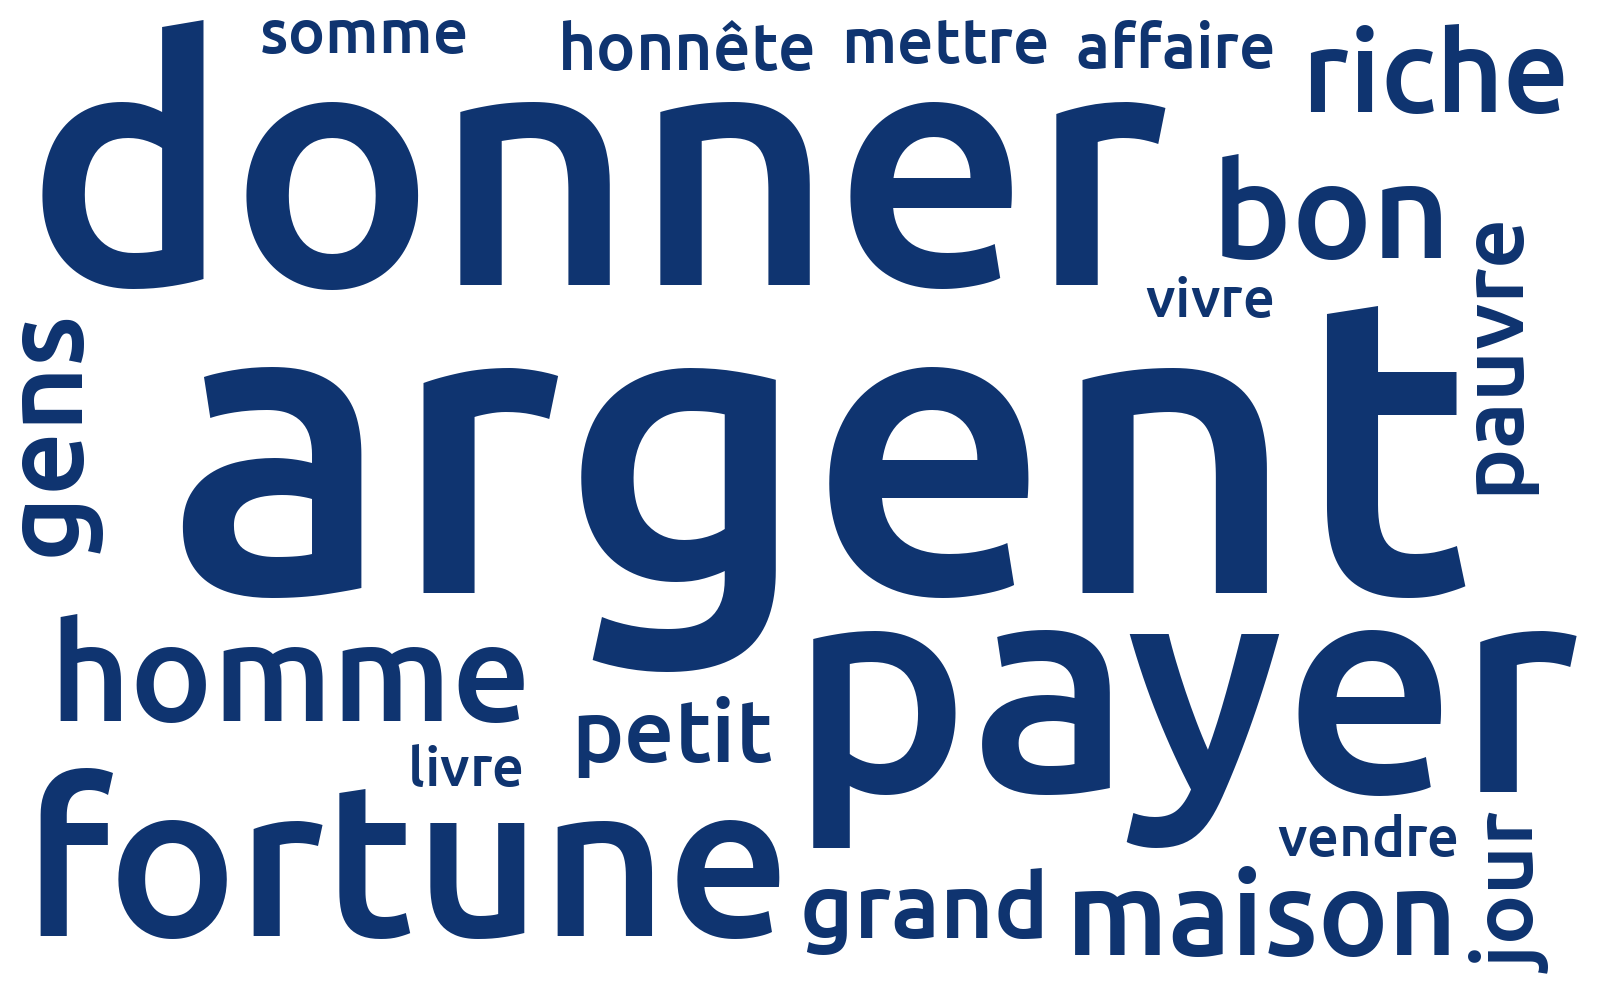 somme
honnête
mettre
affaire
riche
donner
bon
pauvre
vivre
gens
argent
homme
payer
petit
livre
fortune
vendre
jour
grand
maison